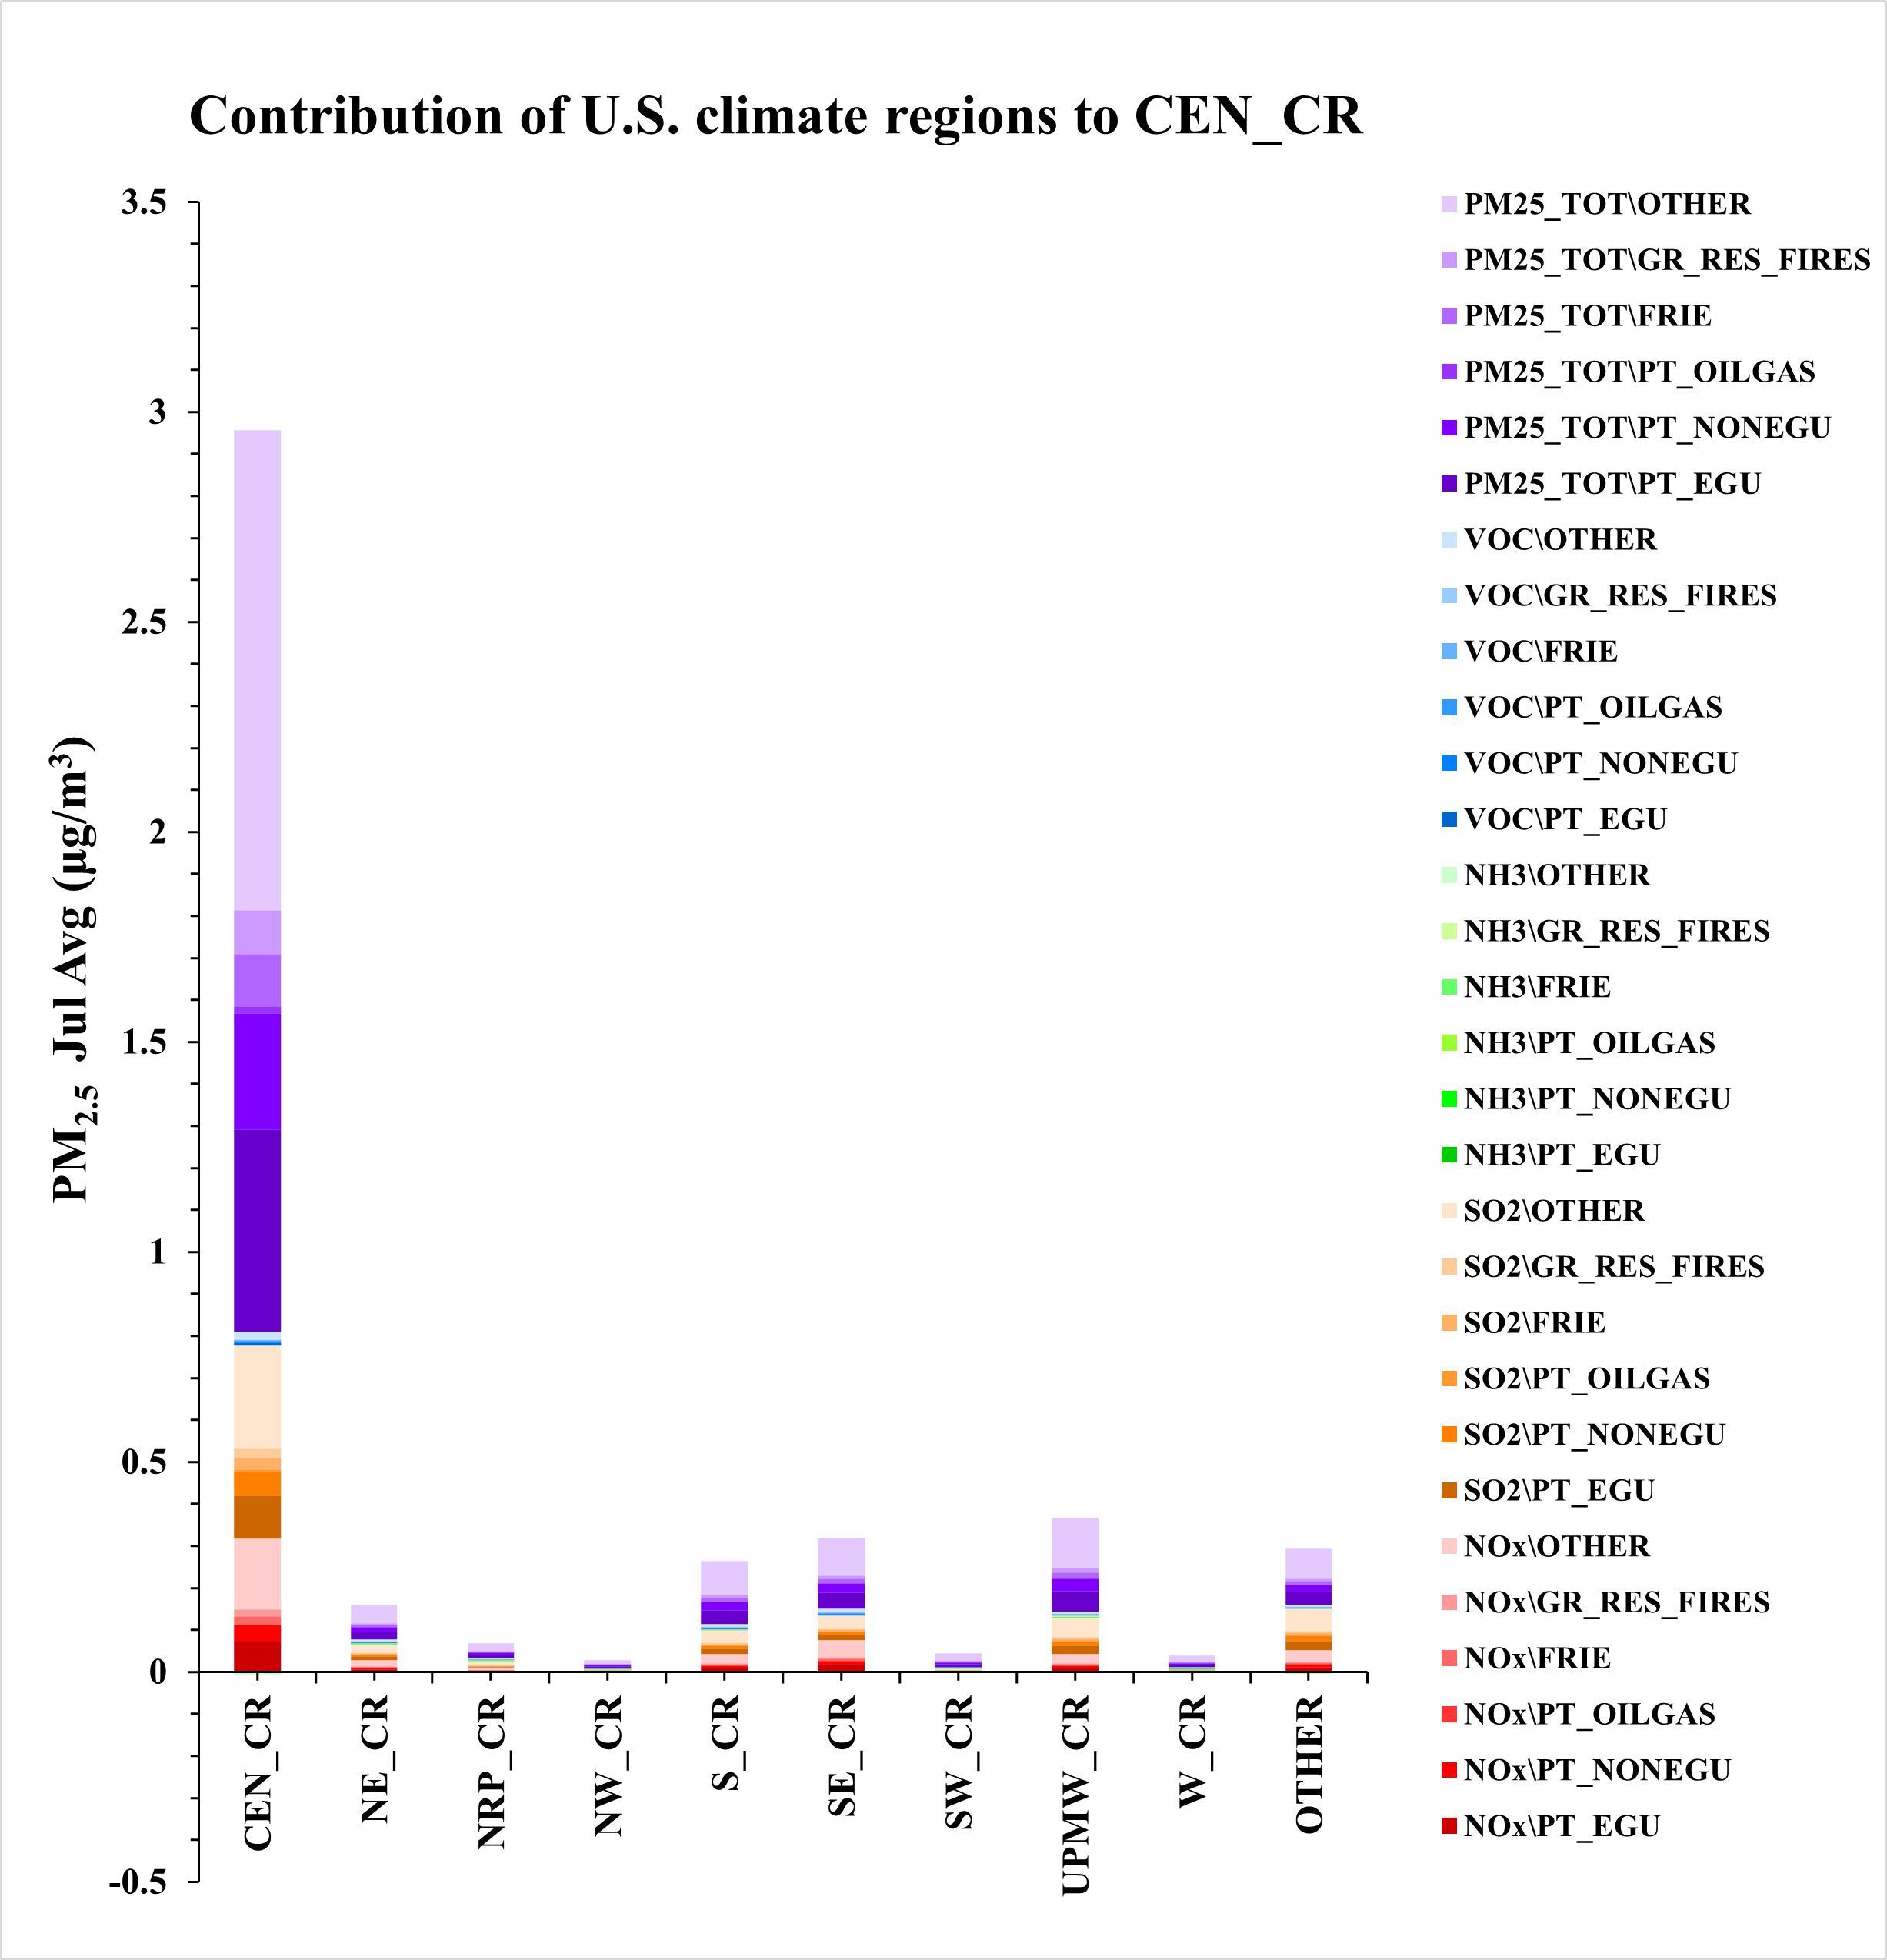 Contribution of U.S. climate regions to CEN_CR
PM2.5 Jul Avg (µg/m³)
3.5
3
2.5
2
1.5
1
0.5
0
-0.5
CEN_CR
NE_CR
NRP_CR
NW_CR
S_CR
SE_CR
SW_CR
UPMW_CR
W_CR
OTHER
PM25_TOT\OTHER
PM25_TOT\GR_RES_FIRES
PM25_TOT\FRIE
PM25_TOT\PT_OILGAS
PM25_TOT\PT_NONEGU
PM25_TOT\PT_EGU
VOC\OTHER
VOC\GR_RES_FIRES
VOC\FRIE
VOC\PT_OILGAS
VOC\PT_NONEGU
VOC\PT_EGU
NH3\OTHER
NH3\GR_RES_FIRES
NH3\FRIE
NH3\PT_OILGAS
NH3\PT_NONEGU
NH3\PT_EGU
SO2\OTHER
SO2\GR_RES_FIRES
SO2\FRIE
SO2\PT_OILGAS
SO2\PT_NONEGU
SO2\PT_EGU
NOx\OTHER
NOx\GR_RES_FIRES
NOx\FRIE
NOx\PT_OILGAS
NOx\PT_NONEGU
NOx\PT_EGU